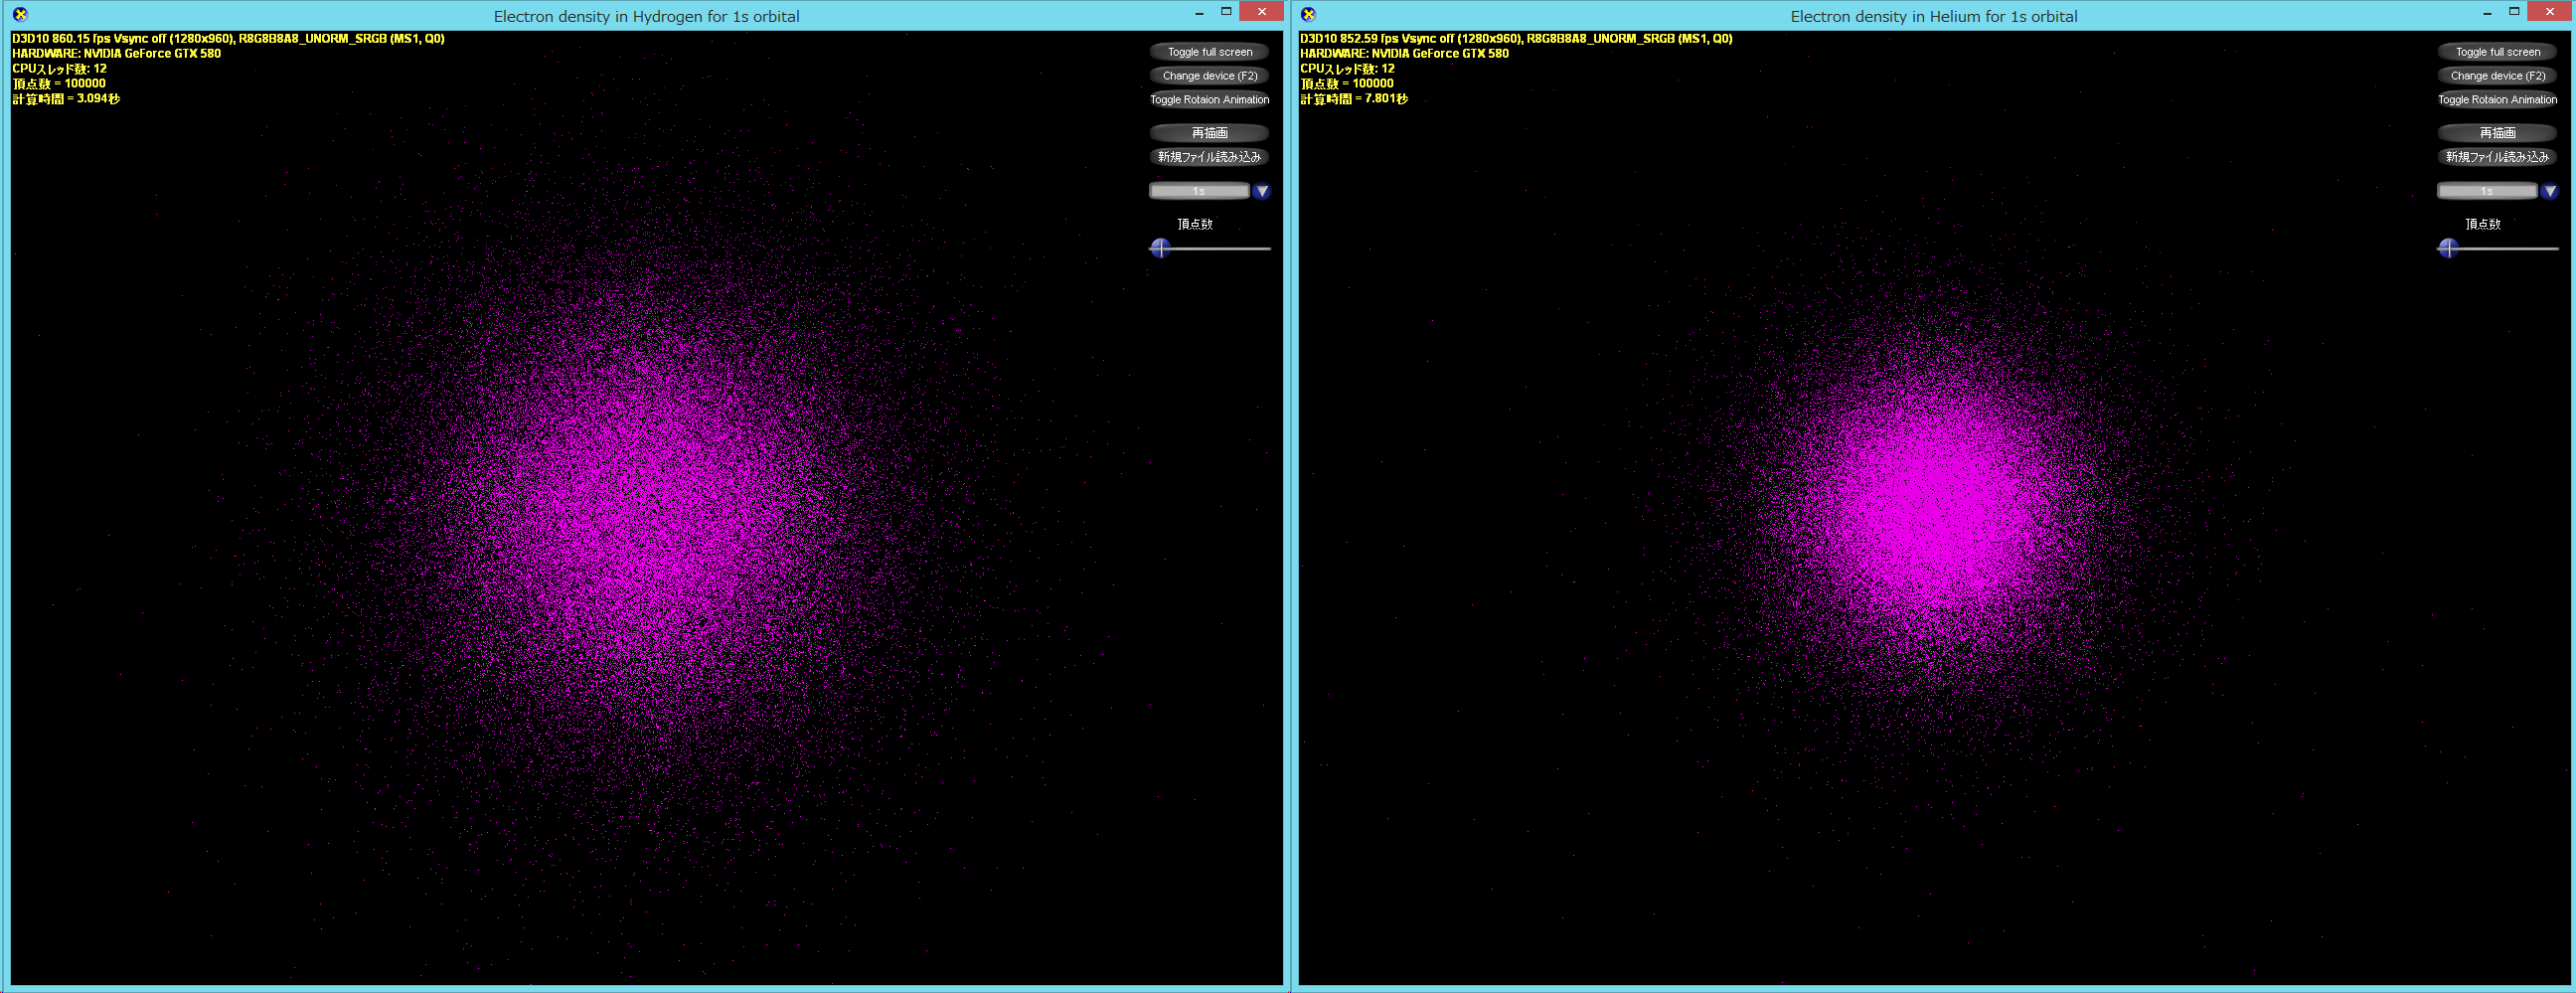 Electron density in Hydrogen for 1s orbital
D3D10 860.15 fps Vsync off (1280x960), R8G8B8A8_UNORM_SRGB (MS1, Q0)
HARDWARE: NVIDIA GeForce GTX 580
CPUスレッド数: 12
頂点数 = 100000
計算時間 = 3.094秒
Toggle full screen
Change device (F2)
Toggle Rotaion Animation
再描画
新規ファイル読み込み
1s
頂点数
Electron density in Helium for 1s orbital
D3D10 852.59 fps Vsync off (1280x960), R8G8B8A8_UNORM_SRGB (MS1, Q0)
HARDWARE: NVIDIA GeForce GTX 580
CPUスレッド数: 12
頂点数 = 100000
計算時間 = 7.801秒
Toggle full screen
Change device (F2)
Toggle Rotaion Animation
再描画
新規ファイル読み込み
1s
頂点数